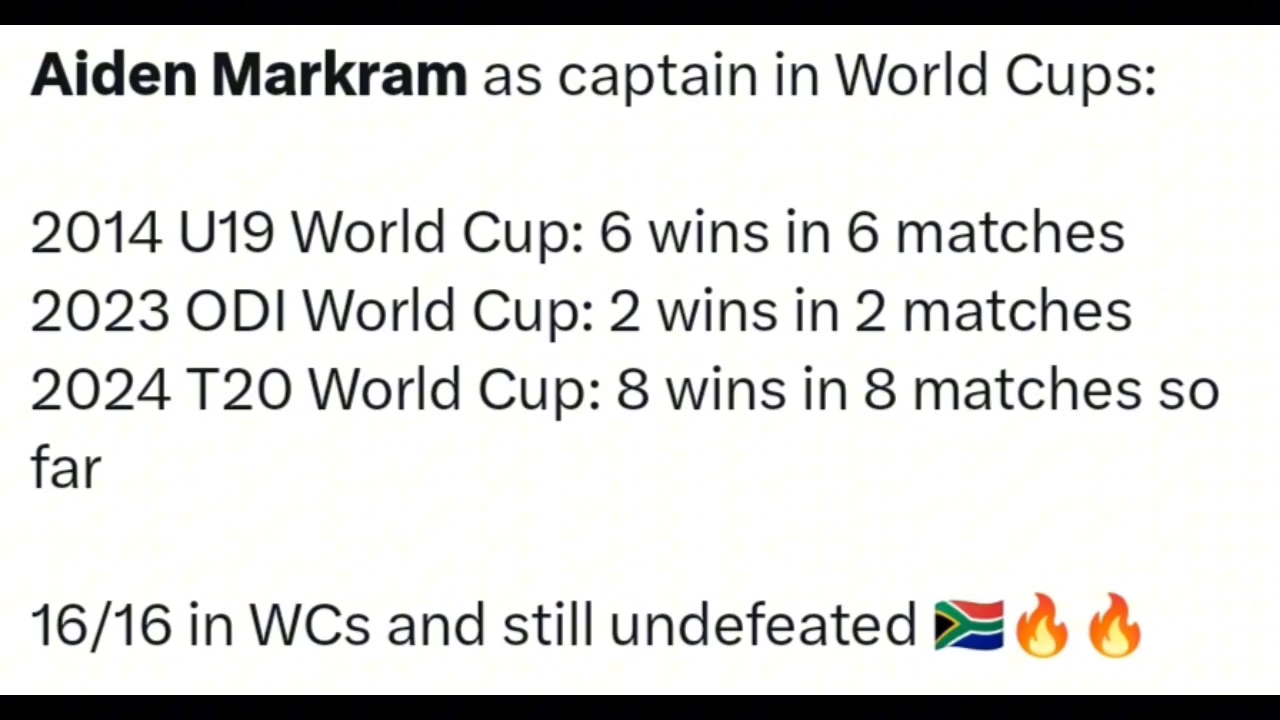 Aiden Markram as captain in World Cups:
2014 U19 World Cup: 6 wins in 6 matches
2023 ODI World Cup: 2 wins in 2 matches
2024 T20 World Cup: 8 wins in 8 matches so
far
16/16 in WCs and still undefeated 🇿🇦🔥🔥